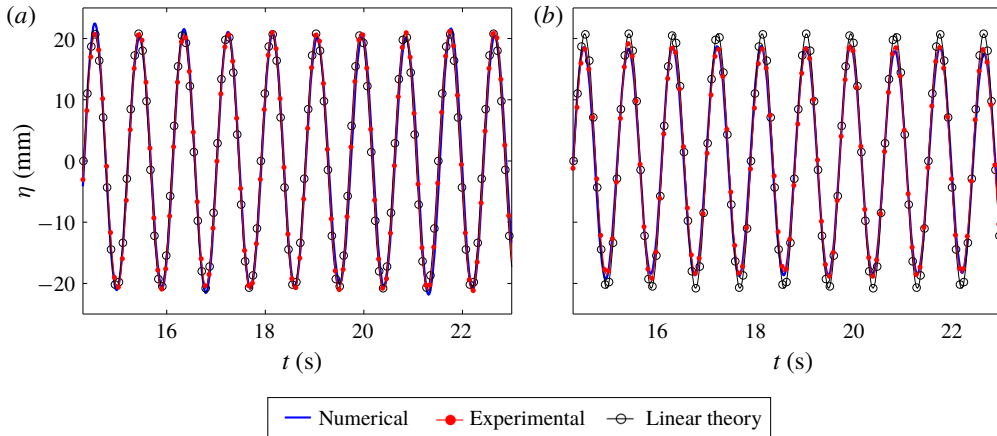 (a)
(b)
20
10
0
−10
−20
η (mm)
16 18 20 22
16 18 20 22
t (s)
t (s)
Numerical Experimental Linear theory